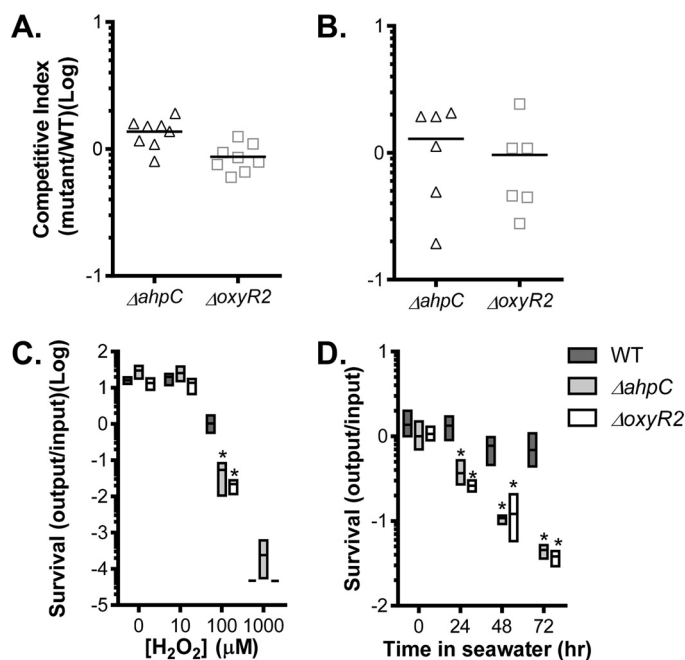 A.
B.
Competitive Index
(mutant/WT)(Log)
1
0
-1
ΔahpC
ΔoxyR2
1
0
-1
ΔahpC
ΔoxyR2
C.
D.
WT
ΔahpC
ΔoxyR2
Survival (output/input)(Log)
2
1
0
-1
-2
-3
-4
-5
* *
0 10 100 1000
[H₂O₂] (μM)
Survival (output/input)
1
0
-1
-2
* *
* *
* *
0 24 48 72
Time in seawater (hr)